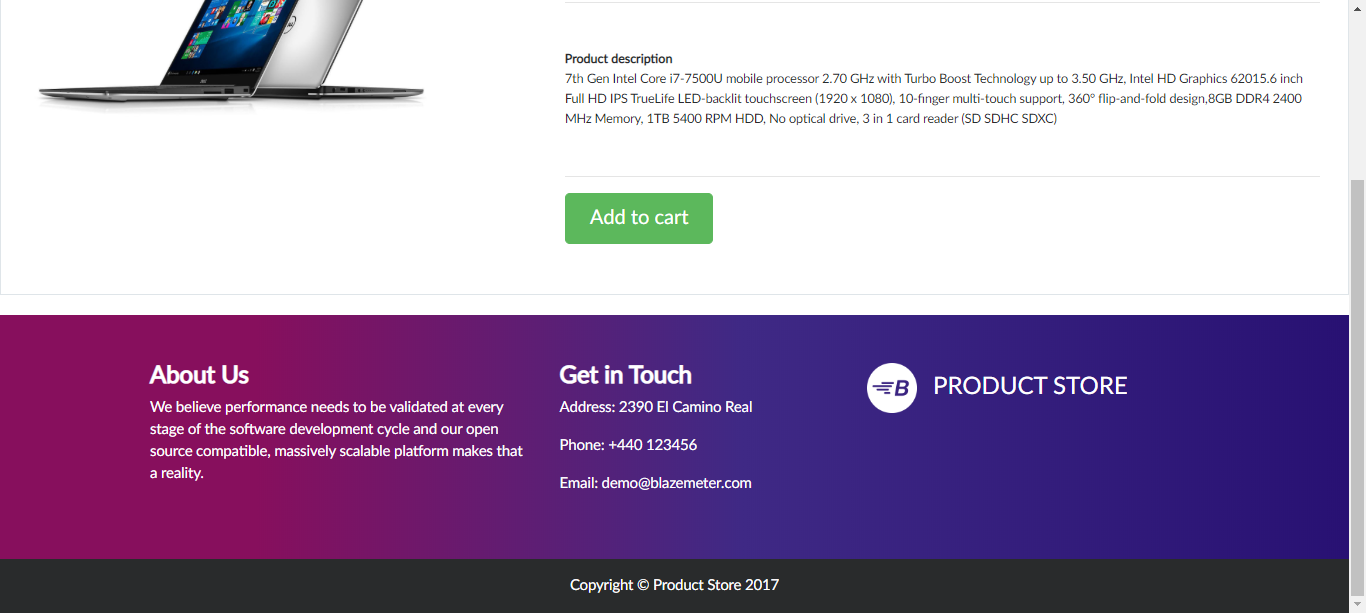 Product description
7th Gen Intel Core i7-7500U mobile processor 2.70 GHz with Turbo Boost Technology up to 3.50 GHz, Intel HD Graphics 62015.6 inch
Full HD IPS TrueLife LED-backlit touchscreen (1920 x 1080), 10-finger multi-touch support, 360° flip-and-fold design,8GB DDR4 2400
MHz Memory, 1TB 5400 RPM HDD, No optical drive, 3 in 1 card reader (SD SDHC SDXC)
Add to cart
About Us
We believe performance needs to be validated at every
stage of the software development cycle and our open
source compatible, massively scalable platform makes that
a reality.
Get in Touch
Address: 2390 El Camino Real
Phone: +440 123456
Email: demo@blazemeter.com
B PRODUCT STORE
Copyright © Product Store 2017